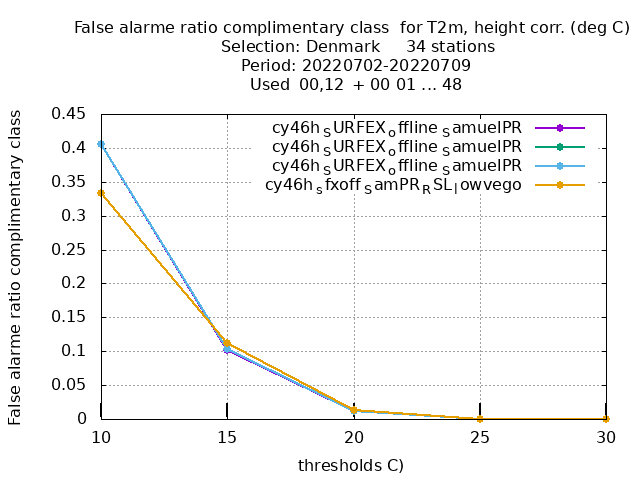 False alarme ratio complimentary class  for T2m, height corr. (deg C)
Selection: Denmark     34 stations
Period: 20220702-20220709
Used  00,12  + 00 01 ... 48
False alarme ratio complimentary class
0.45
0.4
0.35
0.3
0.25
0.2
0.15
0.1
0.05
0
cy46h_SURFEX_offline_SamuelPR
cy46h_SURFEX_offline_SamuelPR
cy46h_SURFEX_offline_SamuelPR
cy46h_sfxoff_SamPR_RSL_lowvego
10 15 20 25 30
thresholds C)